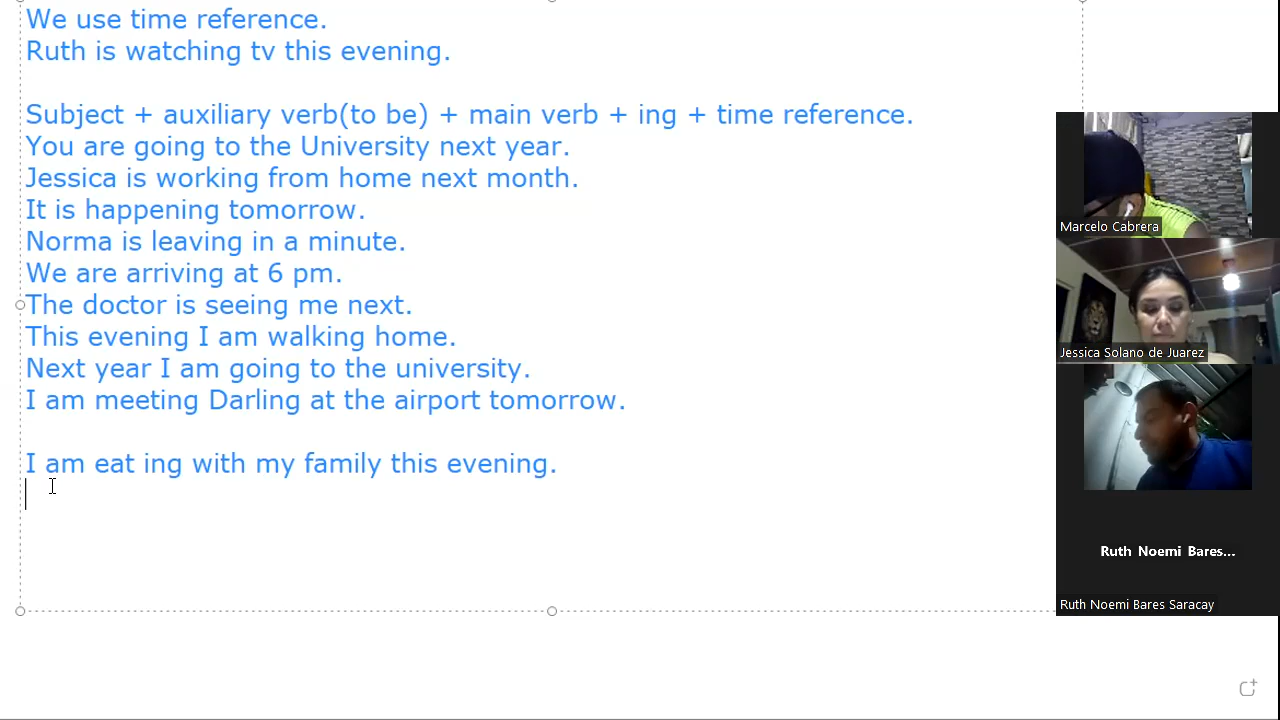 We use time reference.
Ruth is watching tv this evening.
Subject + auxiliary verb(to be) + main verb + ing + time reference.
You are going to the University next year.
Jessica is working from home next month.
It is happening tomorrow.
Norma is leaving in a minute.
We are arriving at 6 pm.
The doctor is seeing me next.
This evening I am walking home.
Next year I am going to the university.
I am meeting Darling at the airport tomorrow.
I am eat ing with my family this evening.
Marcelo Cabrera
Jessica Solano de Juarez
Ruth Noemi Bares...
Ruth Noemi Bares Saracay